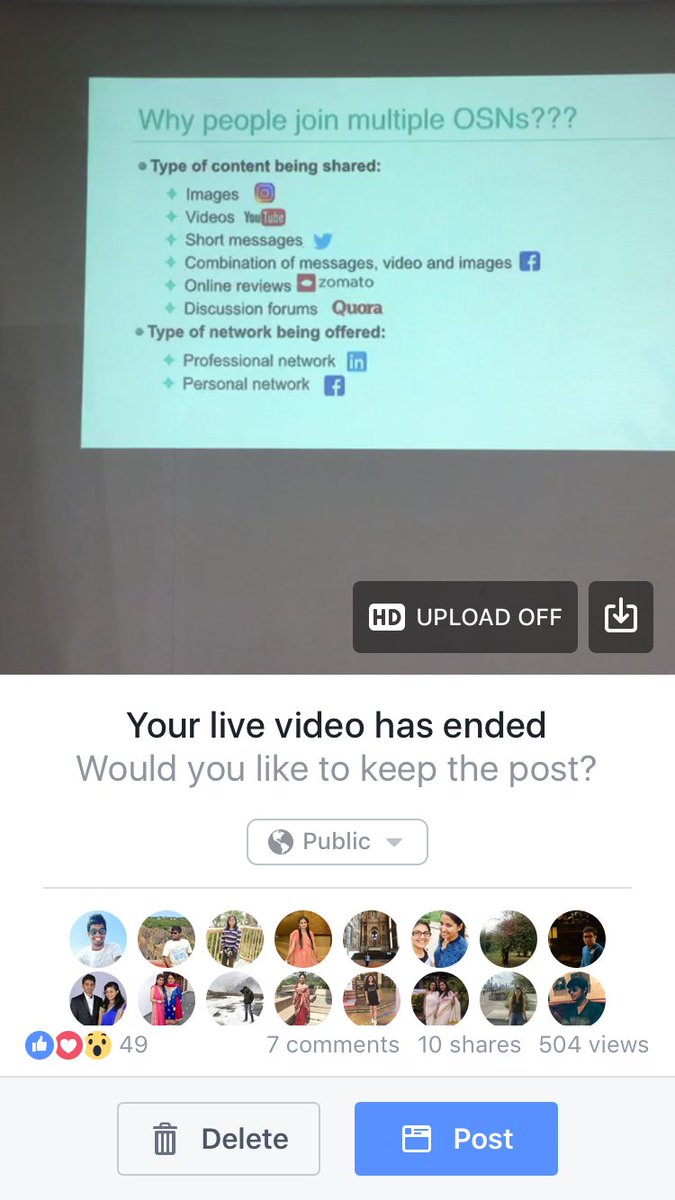 Why people join multiple OSNs???
Type of content being shared:
Images
Videos YouTube
Short messages
Combination of messages, video and images f
Online reviews zomato
Discussion forums Quora
Type of network being offered:
Professional network in
Personal network f
HD UPLOAD OFF
Your live video has ended
Would you like to keep the post?
Public
49 7 comments 10 shares 504 views
Delete Post